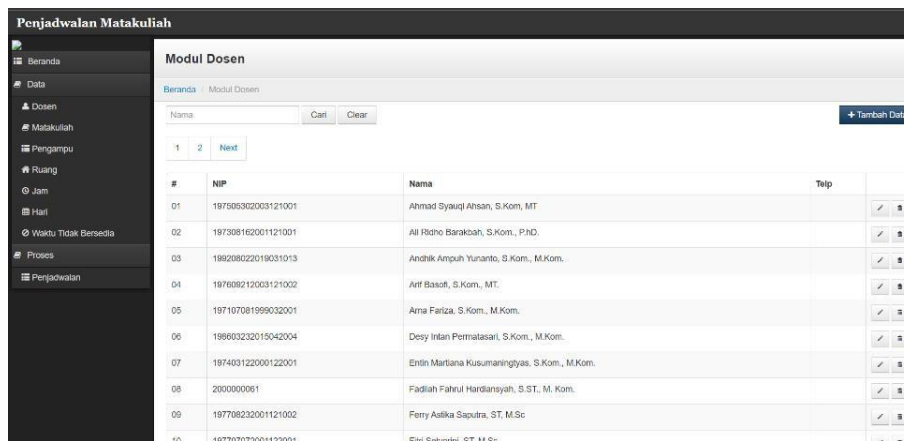 Penjadwalan Matakuliah
Beranda
Data
Dosen
Matakuliah
Pengampu
Ruang
Jam
Hari
Waktu Tidak Bersedia
Proses
Penjadwalan
Modul Dosen
Beranda / Modul Dosen
Nama Cari Clear + Tambah Data
1 2 Next
# NIP Nama Telp
01 197505302003121001 Ahmad Syauqi Ahsan, S.Kom, MT
02 197308162001121001 Ali Ridho Barakbah, S.Kom., P.hD.
03 199208022019031013 Andhik Ampuh Yunanto, S.Kom., M.Kom.
04 197609212003121002 Arif Basofi, S.Kom., MT.
05 197107081999032001 Arna Fariza, S.Kom., M.Kom.
06 198603232015042004 Desy Intan Permatasari, S.Kom., M.Kom.
07 197403122000122001 Entin Martiana Kusumaningtyas, S.Kom., M.Kom.
08 2000000061 Fadilah Fahrul Hardiansyah, S.ST., M. Kom.
09 197708232001121002 Ferry Astika Saputra, ST, M.Sc
10